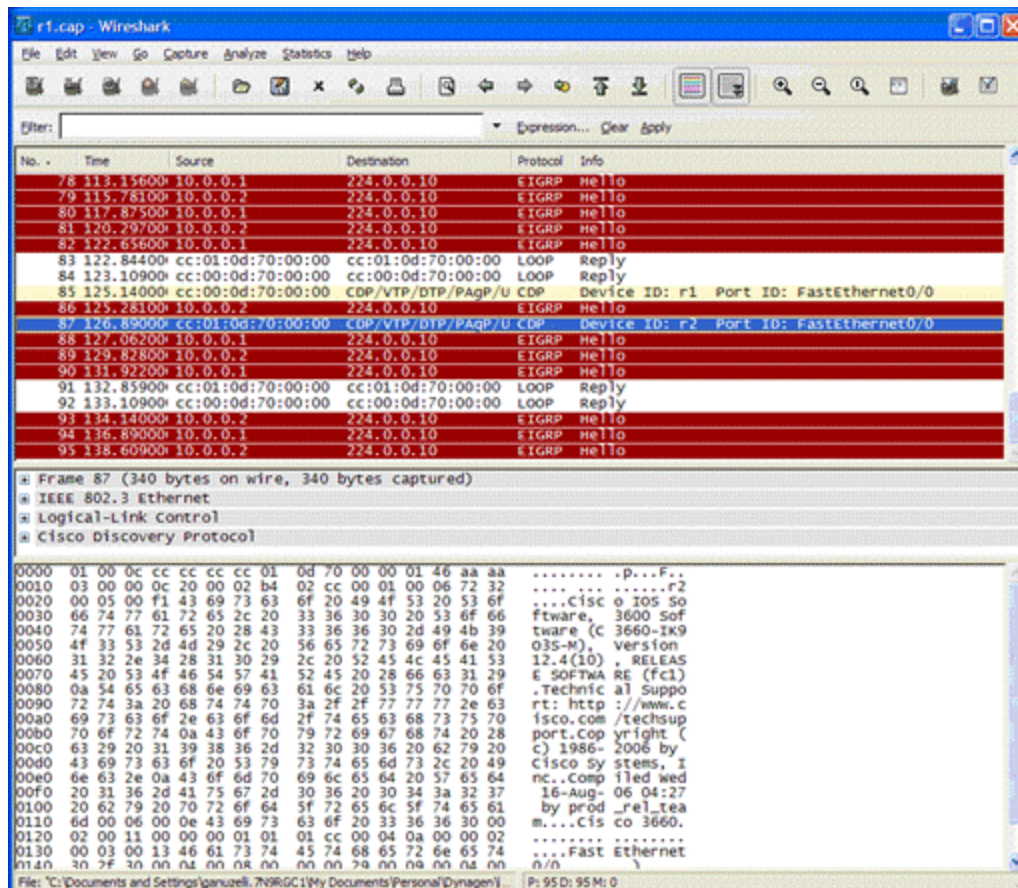 r1.cap - Wireshark
File Edit View Go Capture Analyze Statistics Help
Filter: Expression... Clear Apply
No. . Time Source Destination Protocol Info
78 113.15600 10.0.0.1 224.0.0.10 EIGRP Hello
79 115.78100 10.0.0.2 224.0.0.10 EIGRP Hello
80 117.87500 10.0.0.1 224.0.0.10 EIGRP Hello
81 120.29700 10.0.0.2 224.0.0.10 EIGRP Hello
82 122.65600 10.0.0.1 224.0.0.10 EIGRP Hello
83 122.84400 cc:01:0d:70:00:00 cc:01:0d:70:00:00 LOOP Reply
84 123.10900 cc:00:0d:70:00:00 cc:00:0d:70:00:00 LOOP Reply
85 125.14000 cc:00:0d:70:00:00 CDP/VTP/DTP/PAgP/U CDP Device ID: r1 Port ID: FastEthernet0/0
86 125.28100 10.0.0.2 224.0.0.10 EIGRP Hello
87 126.89000 cc:01:0d:70:00:00 CDP/VTP/DTP/PAgP/U CDP Device ID: r2 Port ID: FastEthernet0/0
88 127.06200 10.0.0.1 224.0.0.10 EIGRP Hello
89 129.82800 10.0.0.2 224.0.0.10 EIGRP Hello
90 131.92200 10.0.0.1 224.0.0.10 EIGRP Hello
91 132.85900 cc:01:0d:70:00:00 cc:01:0d:70:00:00 LOOP Reply
92 133.10900 cc:00:0d:70:00:00 cc:00:0d:70:00:00 LOOP Reply
93 134.14000 10.0.0.2 224.0.0.10 EIGRP Hello
94 136.89000 10.0.0.1 224.0.0.10 EIGRP Hello
95 138.60900 10.0.0.2 224.0.0.10 EIGRP Hello
Frame 87 (340 bytes on wire, 340 bytes captured)
IEEE 802.3 Ethernet
Logical-Link Control
Cisco Discovery Protocol
0000 01 00 0c cc cc cc cc 01 0d 70 00 00 01 46 aa aa ........ .p...F..
0010 03 00 00 0c 20 00 02 b4 02 cc 00 01 00 06 72 32 .... ... ......r2
0020 00 05 00 f1 43 69 73 63 6f 20 49 4f 53 20 53 6f ....Cisc o IOS So
0030 66 74 77 61 72 65 2c 20 33 36 30 30 20 53 6f 66 ftware, 3600 Sof
0040 74 77 61 72 65 20 28 43 33 36 36 30 2d 49 4b 39 tware (C 3660-IK9
0050 4f 33 53 2d 4d 29 2c 20 56 65 72 73 69 6f 6e 20 O3S-M), Version
0060 31 32 2e 34 28 31 30 29 2c 20 52 45 4c 45 41 53 12.4(10) , RELEAS
0070 45 20 53 4f 46 54 57 41 52 45 20 28 66 63 31 29 E SOFTWA RE (fc1)
0080 0a 54 65 63 68 6e 69 63 61 6c 20 53 75 70 70 6f .Technic al Suppo
0090 72 74 3a 20 68 74 74 70 3a 2f 2f 77 77 77 2e 63 rt: http ://www.c
00a0 69 73 63 6f 2e 63 6f 6d 2f 74 65 63 68 73 75 70 isco.com /techsup
00b0 70 6f 72 74 0a 43 6f 70 79 72 69 67 68 74 20 28 port.Cop yright (
00c0 63 29 20 31 39 38 36 2d 32 30 30 36 20 62 79 20 c) 1986- 2006 by
00d0 43 69 73 63 6f 20 53 79 73 74 65 6d 73 2c 20 49 Cisco Sy stems, I
00e0 6e 63 2e 0a 43 6f 6d 70 69 6c 65 64 20 57 65 64 nc..Comp iled Wed
00f0 20 31 36 2d 41 75 67 2d 30 36 20 30 34 3a 32 37 16-Aug- 06 04:27
0100 20 62 79 20 70 72 6f 64 5f 72 65 6c 5f 74 65 61 by prod _rel_tea
0110 6d 00 06 00 0e 43 69 73 63 6f 20 33 36 36 30 00 m....Cis co 3660.
0120 02 00 11 00 00 00 01 01 01 cc 00 04 0a 00 00 02 ........ ........
0130 00 03 00 13 46 61 73 74 45 74 68 65 72 6e 65 74 ....Fast Ethernet
0140 30 2f 30 00 04 00 08 00 00 00 29 00 09 00 04 00 0/0..... ..).....
File: "C:\Documents and Settings\ganuzelli.7N9RGC1\My Documents\Personal\Dynagen\l... P: 95 D: 95 M: 0